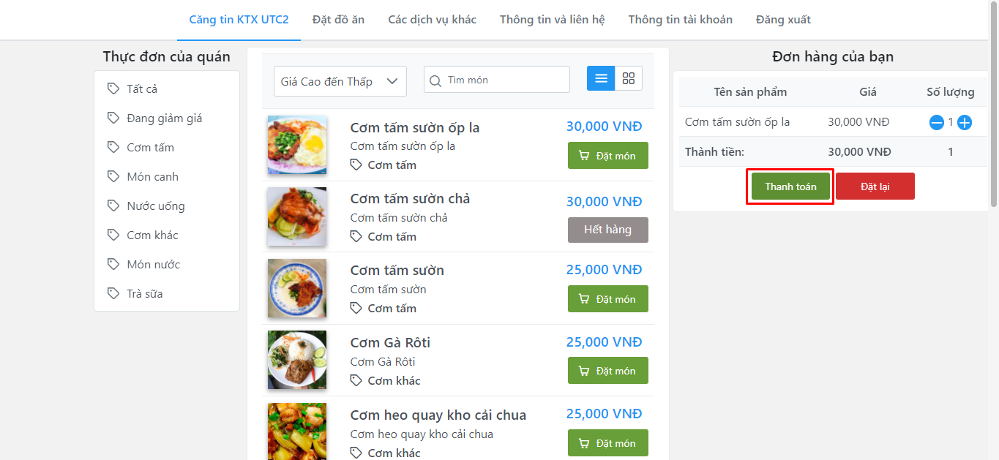 Căng tin KTX UTC2 Đặt đồ ăn Các dịch vụ khác Thông tin và liên hệ Thông tin tài khoản Đăng xuất
Thực đơn của quán
Tất cả
Đang giảm giá
Cơm tấm
Món canh
Nước uống
Cơm khác
Món nước
Trà sữa
Giá Cao đến Thấp
Tìm món
Cơm tấm sườn ốp la
Cơm tấm sườn ốp la
Cơm tấm
30,000 VNĐ
Đặt món
Cơm tấm sườn chả
Cơm tấm sườn chả
Cơm tấm
30,000 VNĐ
Hết hàng
Cơm tấm sườn
Cơm tấm sườn
Cơm tấm
25,000 VNĐ
Đặt món
Cơm Gà Rôti
Cơm Gà Rôti
Cơm khác
25,000 VNĐ
Đặt món
Cơm heo quay kho cải chua
Cơm heo quay kho cải chua
Cơm khác
25,000 VNĐ
Đặt món
Đơn hàng của bạn
Tên sản phẩm Giá Số lượng
Cơm tấm sườn ốp la 30,000 VNĐ 1
Thành tiền: 30,000 VNĐ 1
Thanh toán Đặt lại